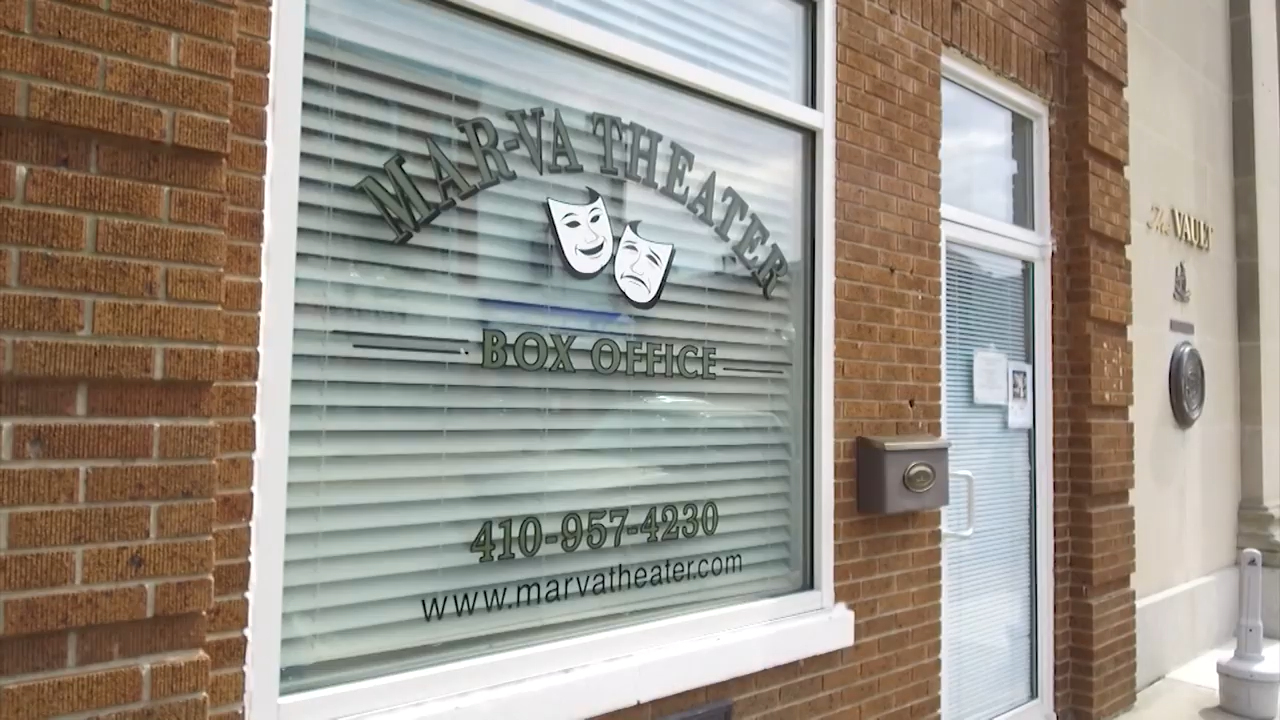 MAR-VA THEATER
BOX OFFICE
410-957-4230
www.marvatheater.com
The VAULT